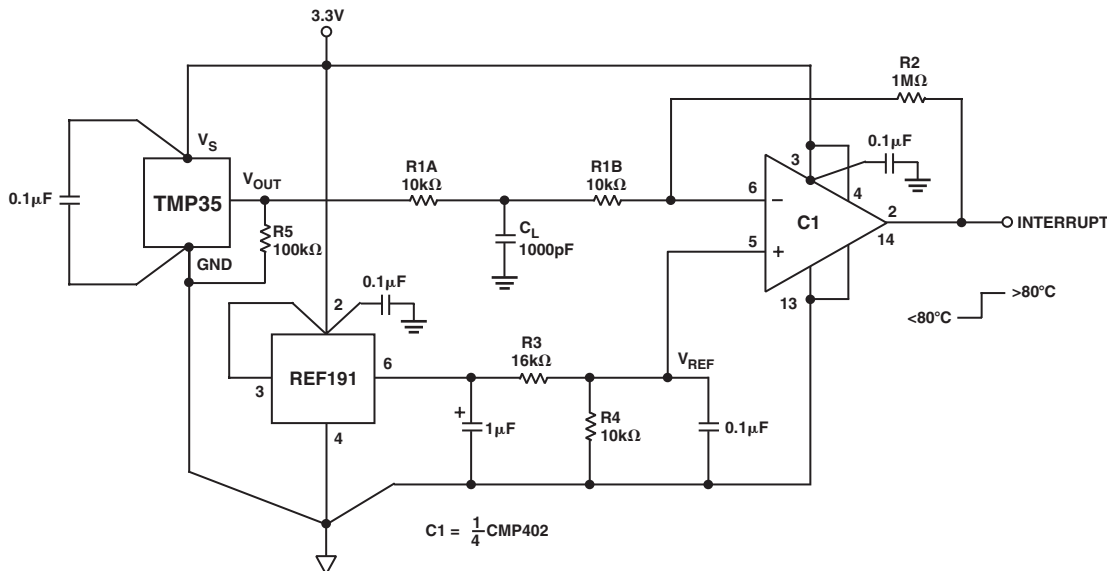 3.3V
R2
1MΩ
VS
0.1µF
R1A
10kΩ
R1B
10kΩ
3
0.1µF
VOUT
TMP35
6
−
4
2
INTERRUPT
C1
R5
100kΩ
CL
1000pF
5
+
14
GND
0.1µF
2
13
>80°C
<80°C
REF191
3
6
R3
16kΩ
VREF
4
+
1µF
R4
10kΩ
0.1µF
C1 = 1/4 CMP402